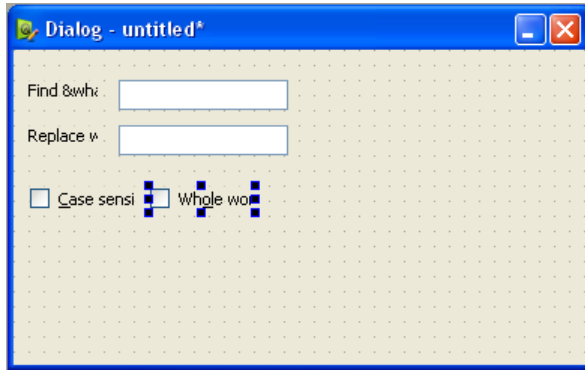 Dialog - untitled*
Find &wha
Replace w
Case sensi Whole wor